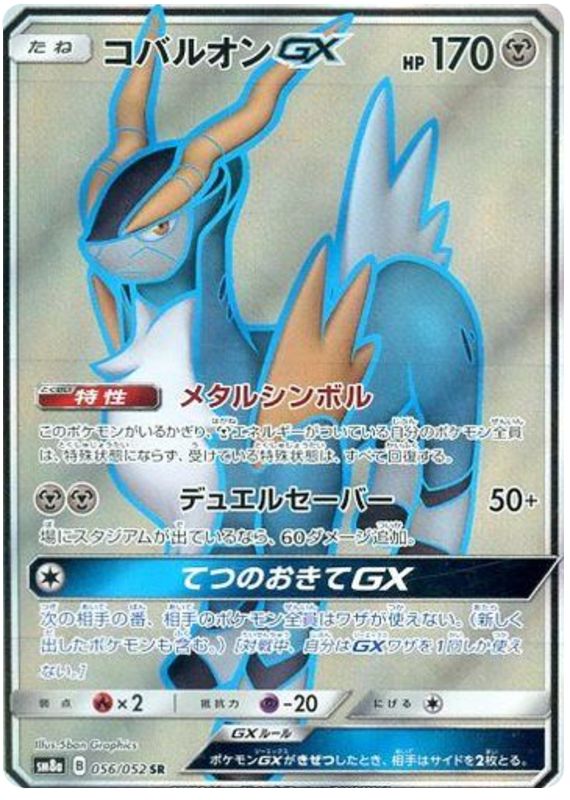 たね コバルオンGX HP 170
とくせい
特性 メタルシンボル
このポケモンがいるかぎり、エネルギーがついている自分のポケモン全員
は、特殊状態にならず、受けている特殊状態は、すべて回復する。
デュエルセーバー 50+
場にスタジアムが出ているなら、60ダメージ追加。
てつのおきてGX
次の相手の番、相手のポケモン全員はワザが使えない。(新しく
出したポケモンも含む。)[対戦中、自分はGXワザを1回しか使え
ない。]
弱点 ×2 抵抗力 -20 にげる
GXルール
ポケモンGXがきぜつしたとき、相手はサイドを2枚とる。
Illus.5ban Graphics
sm8a B 056/052 SR